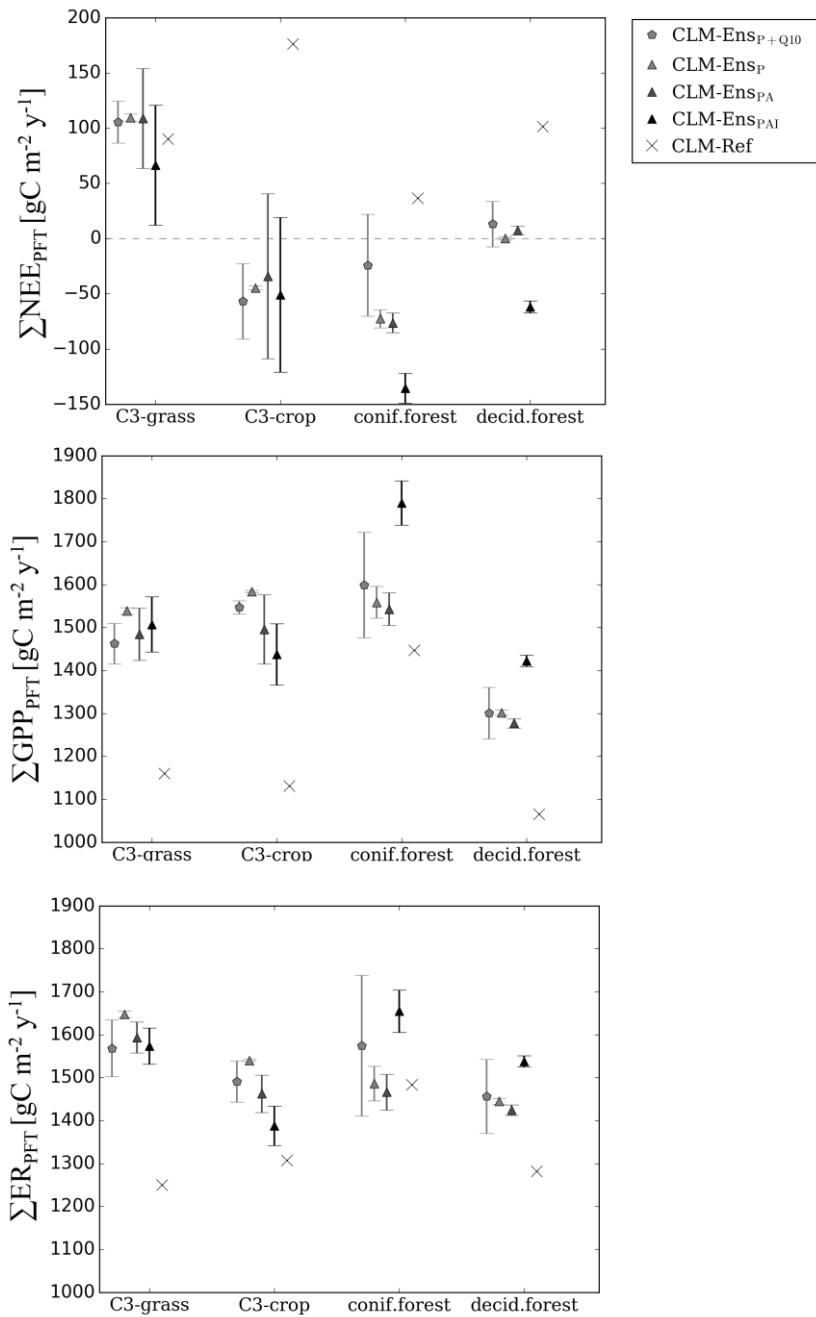 200
150
100
50
0
−50
−100
−150
∑NEE_PFT [gC m⁻² y⁻¹]
C3-grass C3-crop conif.forest decid.forest
CLM-Ens_P+Q10
CLM-Ens_P
CLM-Ens_PA
CLM-Ens_PAI
CLM-Ref
1900
1800
1700
1600
1500
1400
1300
1200
1100
1000
∑GPP_PFT [gC m⁻² y⁻¹]
C3-grass C3-crop conif.forest decid.forest
1900
1800
1700
1600
1500
1400
1300
1200
1100
1000
∑ER_PFT [gC m⁻² y⁻¹]
C3-grass C3-crop conif.forest decid.forest